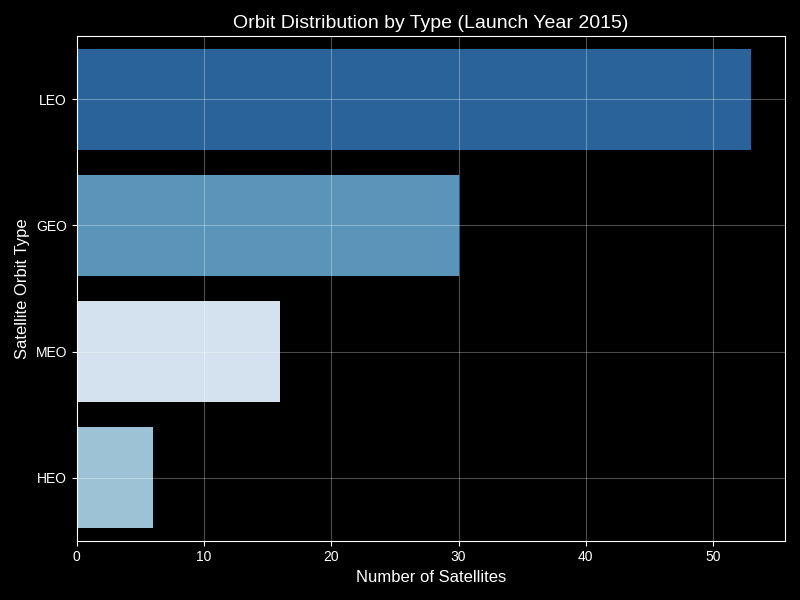 Orbit Distribution by Type (Launch Year 2015)
Satellite Orbit Type
LEO
GEO
MEO
HEO
0 10 20 30 40 50
Number of Satellites